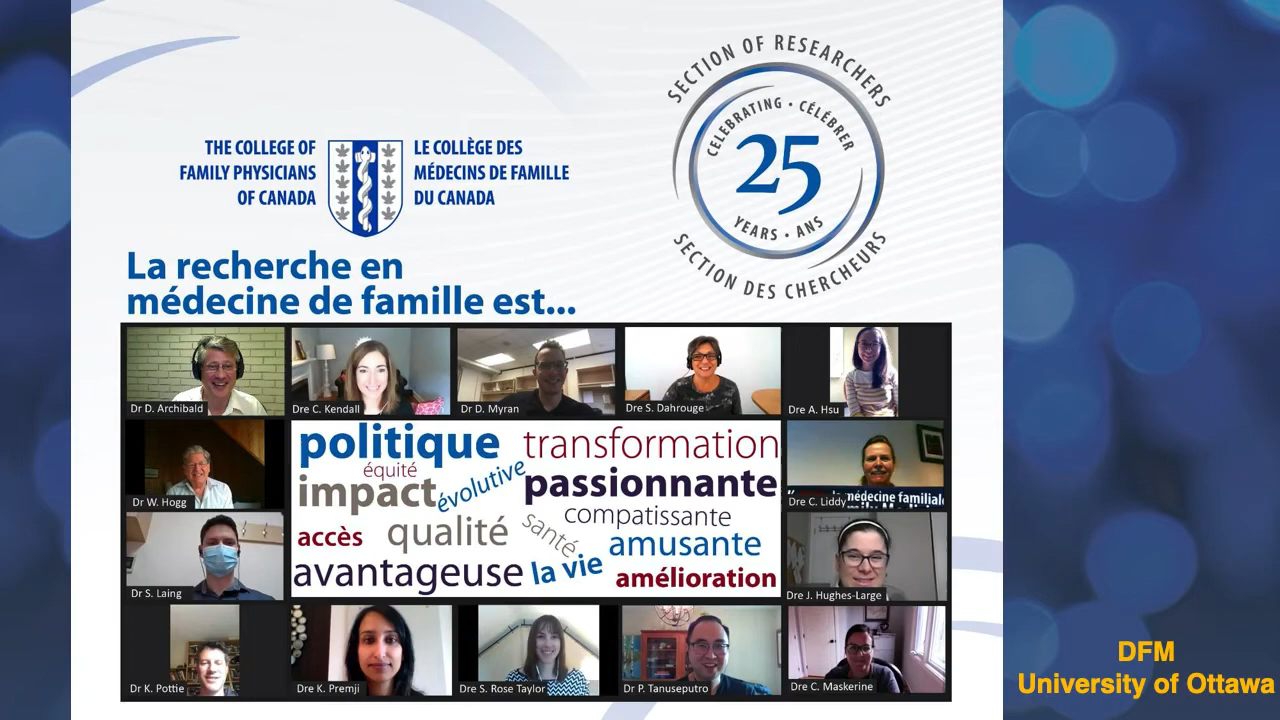 SECTION OF RESEARCHERS
CELEBRATING • CÉLÉBRER
25
YEARS • ANS
SECTION DES CHERCHEURS
THE COLLEGE OF
FAMILY PHYSICIANS
OF CANADA
LE COLLÈGE DES
MÉDECINS DE FAMILLE
DU CANADA
La recherche en
médecine de famille est...
Dr D. Archibald
Dre C. Kendall
Dr D. Myran
Dre S. Dahrouge
Dre A. Hsu
Dr W. Hogg
politique
transformation
équité
impact
évolutive
passionnante
compatissante
accès
qualité
santé
amusante
avantageuse
la vie
amélioration
médecine familiale
Dre C. Liddy
Dr S. Laing
Dre J. Hughes-Large
Dr K. Pottie
Dre K. Premji
Dre S. Rose Taylor
Dr P. Tanuseputro
Dre C. Maskerine
DFM
University of Ottawa